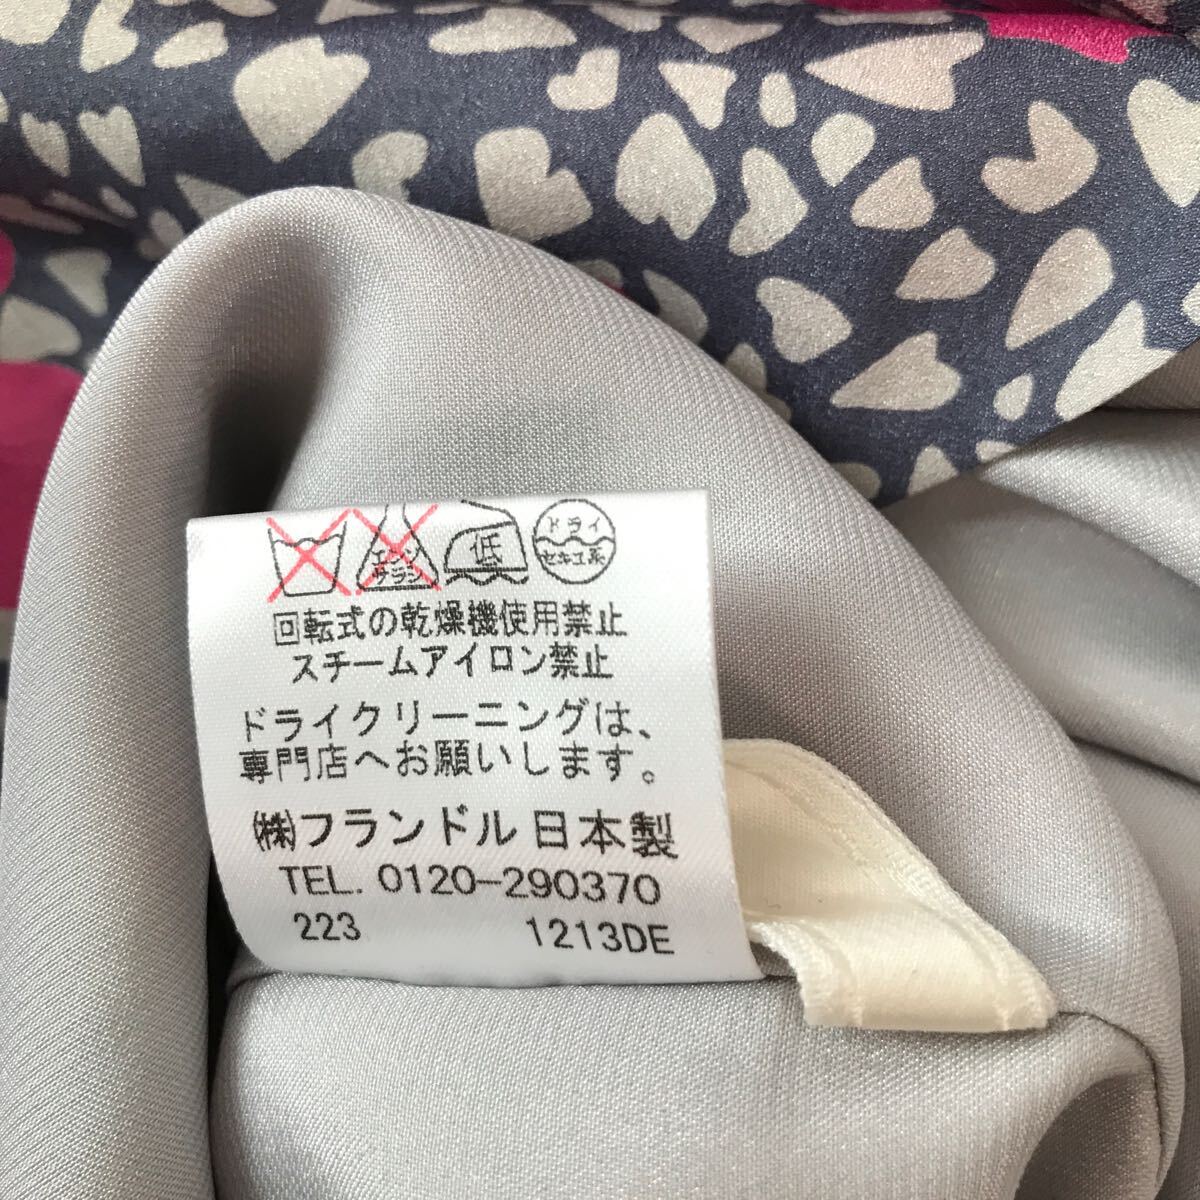 エンソ サラシ 低 ドライ セキユ系
回転式の乾燥機使用禁止
スチームアイロン禁止
ドライクリーニングは、
専門店へお願いします。
㈱フランドル 日本製
TEL. 0120-290370
223 1213DE